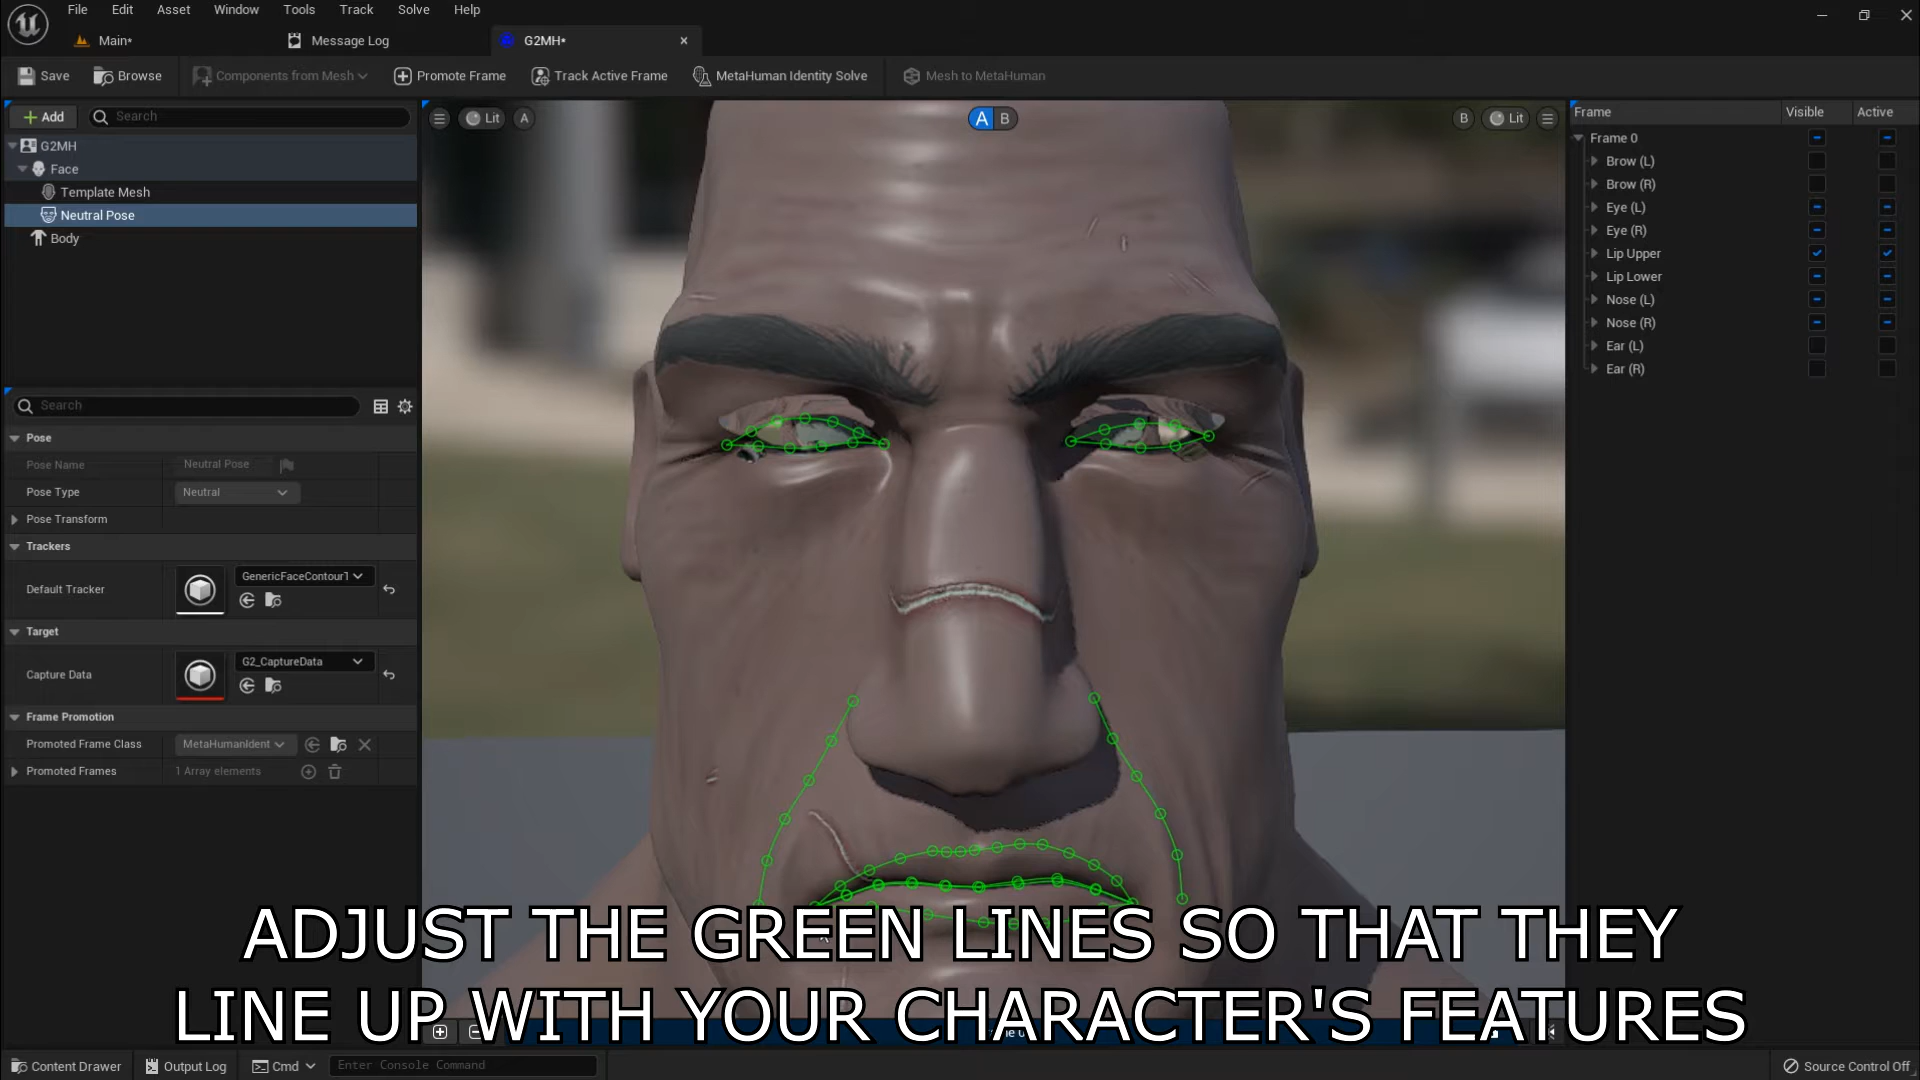 File Edit Asset Window Tools Track Solve Help
Main* Message Log G2MH*
Save Browse Components from Mesh Promote Frame Track Active Frame MetaHuman Identity Solve Mesh to MetaHuman
Add Search
G2MH
Face
Template Mesh
Neutral Pose
Body
Search
Pose
Pose Name Neutral Pose
Pose Type Neutral
Pose Transform
Trackers
Default Tracker GenericFaceContourT
Target
Capture Data G2_CaptureData
Frame Promotion
Promoted Frame Class MetaHumanIdent
Promoted Frames 1 Array elements
Lit A A B B Lit
Frame Visible Active
Frame 0
Brow (L)
Brow (R)
Eye (L)
Eye (R)
Lip Upper
Lip Lower
Nose (L)
Nose (R)
Ear (L)
Ear (R)
ADJUST THE GREEN LINES SO THAT THEY
LINE UP WITH YOUR CHARACTER'S FEATURES
Content Drawer Output Log Cmd Enter Console Command Source Control Off